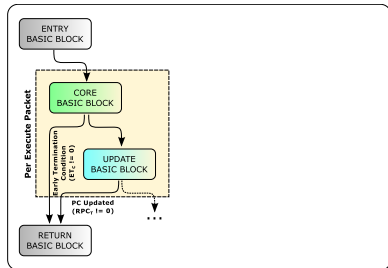 ENTRY
BASIC BLOCK
Per Execute Packet
CORE
BASIC BLOCK
Early Termination
Condition
(ETc != 0)
UPDATE
BASIC BLOCK
PC Updated
(RPCr != 0)
...
RETURN
BASIC BLOCK